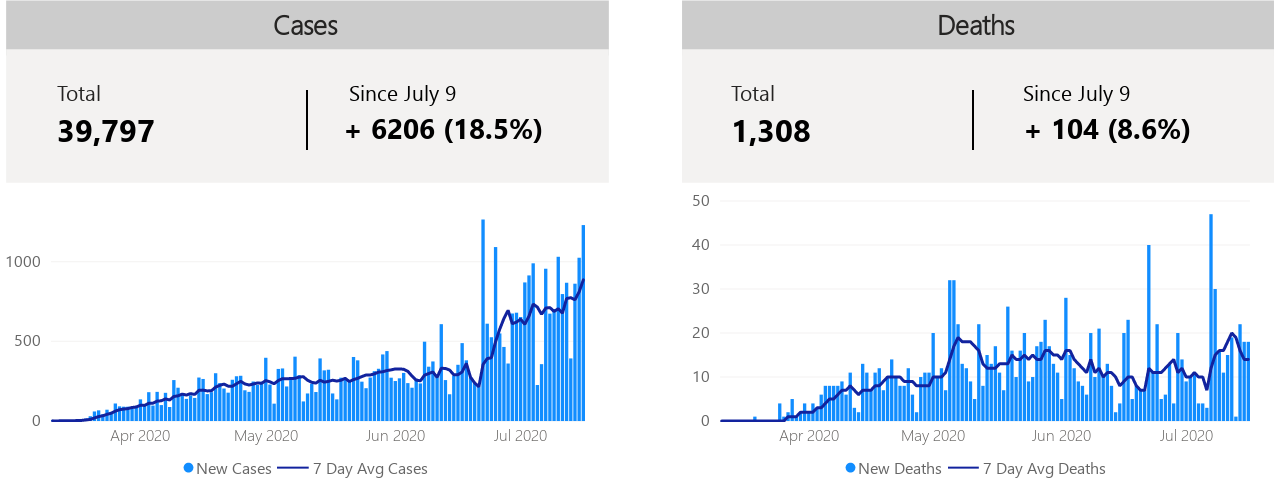 Cases
Total
39,797
Since July 9
+ 6206 (18.5%)
1000
500
0
Apr 2020 May 2020 Jun 2020 Jul 2020
New Cases 7 Day Avg Cases
Deaths
Total
1,308
Since July 9
+ 104 (8.6%)
50
40
30
20
10
0
Apr 2020 May 2020 Jun 2020 Jul 2020
New Deaths 7 Day Avg Deaths